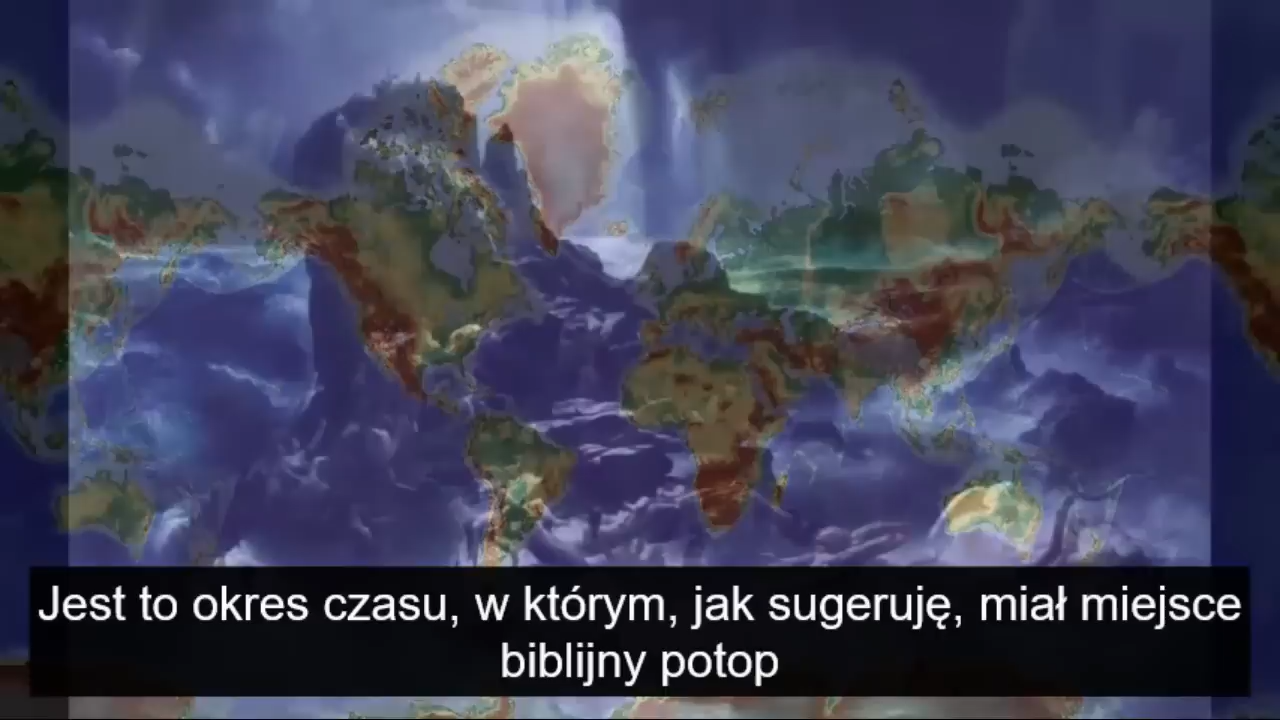 Jest to okres czasu, w którym, jak sugeruję, miał miejsce
biblijny potop